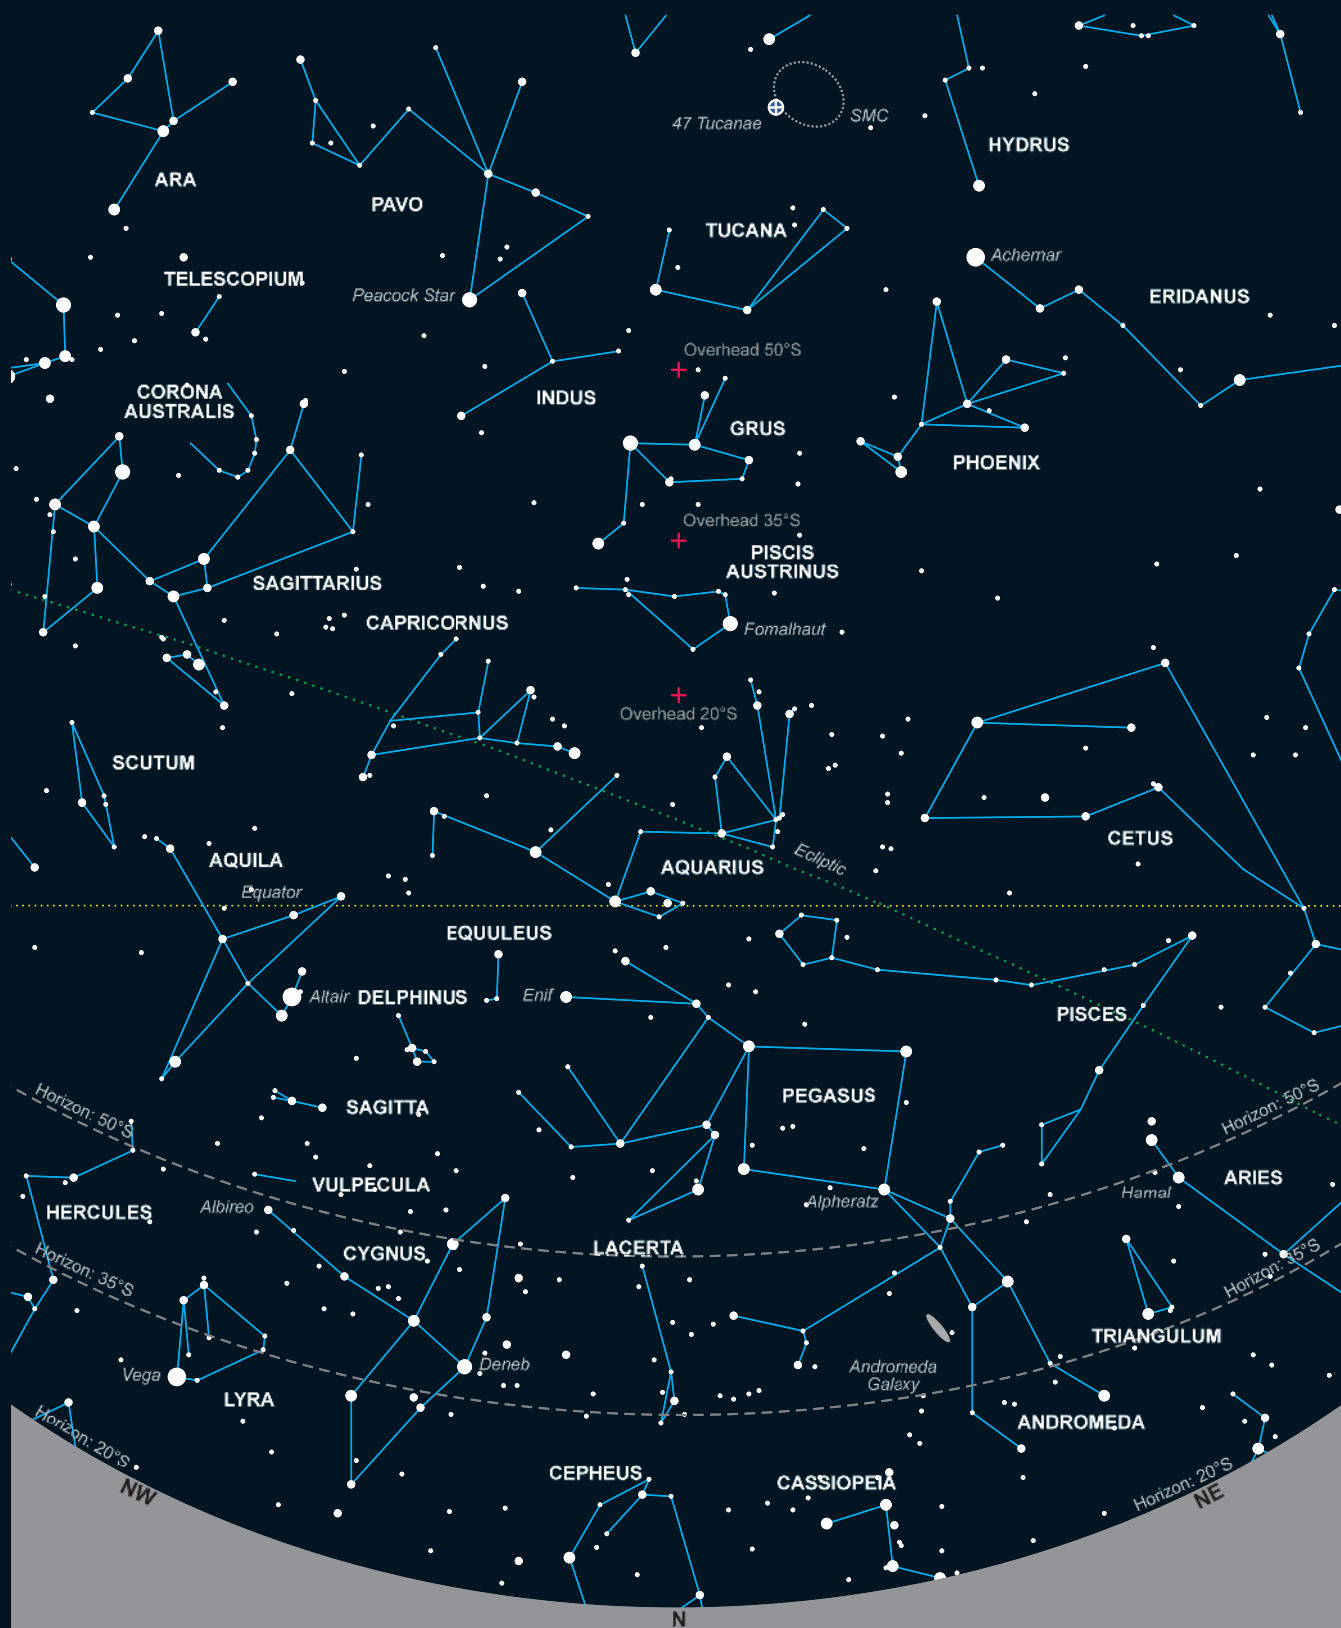 47 Tucanae
SMC
HYDRUS
ARA
PAVO
TUCANA
Achernar
TELESCOPIUM
Peacock Star
ERIDANUS
Overhead 50°S
CORONA
AUSTRALIS
INDUS
GRUS
PHOENIX
Overhead 35°S
PISCIS
AUSTRINUS
SAGITTARIUS
CAPRICORNUS
Fomalhaut
Overhead 20°S
SCUTUM
CETUS
AQUILA
AQUARIUS
Ecliptic
Equator
EQUULEUS
Altair
DELPHINUS
Enif
PISCES
PEGASUS
Horizon: 50°S
Horizon: 50°S
SAGITTA
VULPECULA
ARIES
Hamal
Alpheratz
Albireo
HERCULES
LACERTA
CYGNUS
Horizon: 35°S
Horizon: 35°S
TRIANGULUM
Vega
Deneb
Andromeda
Galaxy
LYRA
ANDROMEDA
Horizon: 20°S
CEPHEUS
CASSIOPEIA
Horizon: 20°S
NW
NE
N